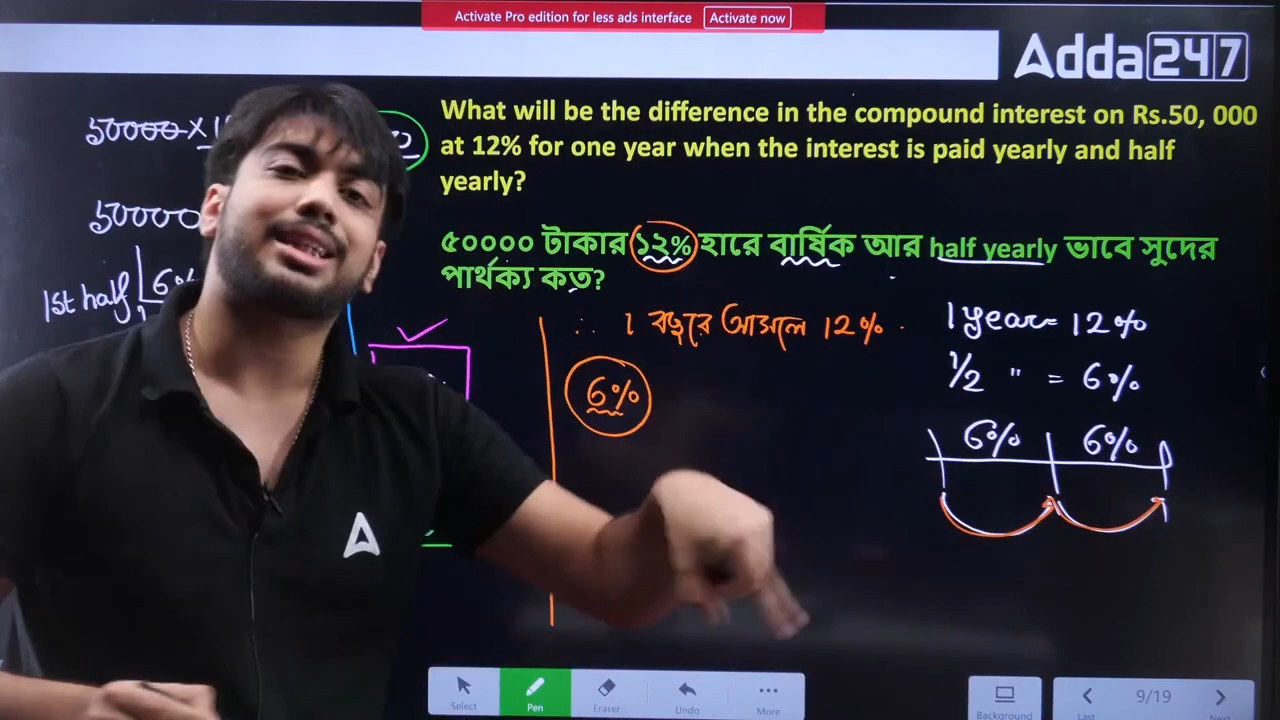 Activate Pro edition for less ads interface Activate now
Adda247
What will be the difference in the compound interest on Rs.50, 000
at 12% for one year when the interest is paid yearly and half
yearly?
৫০০০০ টাকার ১২% হারে বার্ষিক আর half yearly ভাবে সুদের
পার্থক্য কত?
50000 X 1
50000
1st half 6%
∴ 1 বছরে আসলে 12%
6%
1 year = 12%
1/2 " = 6%
6% 6%
Select Pen Eraser Undo More
Background
Last 9/19 Next